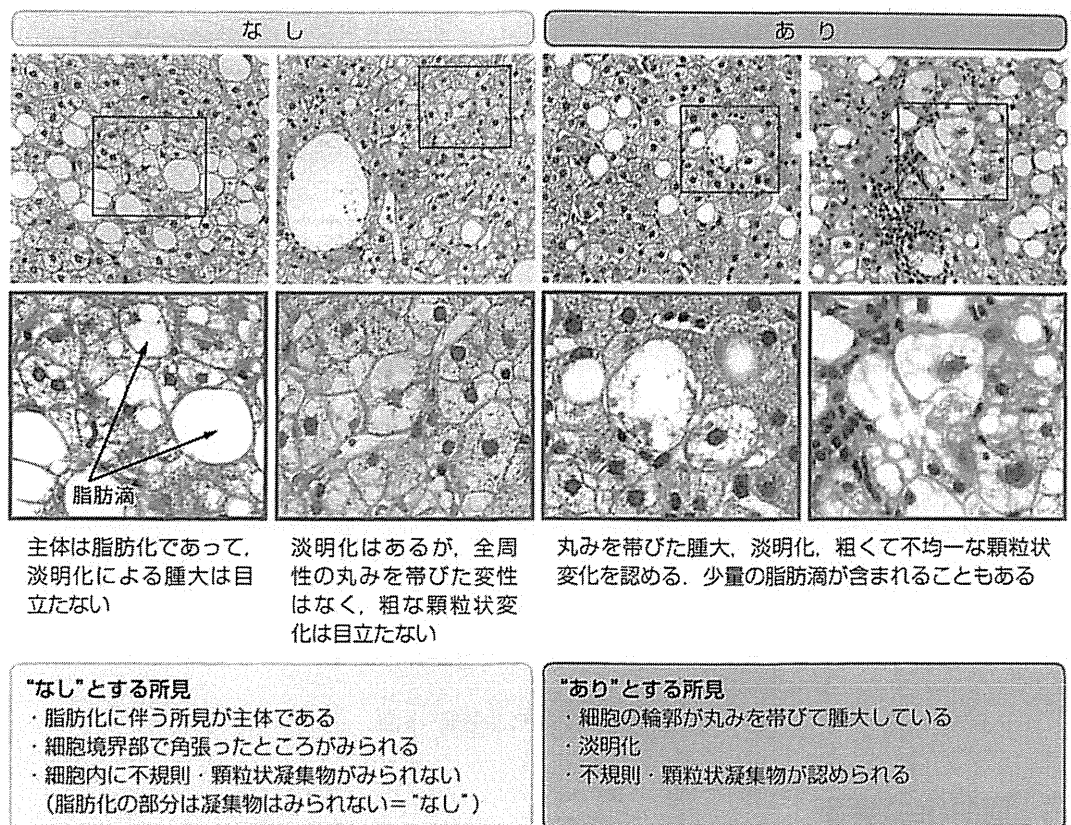 なし
あり
脂肪滴
主体は脂肪化であって，
淡明化による腫大は目
立たない
淡明化はあるが，全周
性の丸みを帯びた変性
はなく，粗な顆粒状変
化は目立たない
丸みを帯びた腫大，淡明化，粗くて不均一な顆粒状
変化を認める．少量の脂肪滴が含まれることもある
“なし”とする所見
・脂肪化に伴う所見が主体である
・細胞境界部で角張ったところがみられる
・細胞内に不規則・顆粒状凝集物がみられない
（脂肪化の部分は凝集物はみられない＝“なし”）
“あり”とする所見
・細胞の輪郭が丸みを帯びて腫大している
・淡明化
・不規則・顆粒状凝集物が認められる